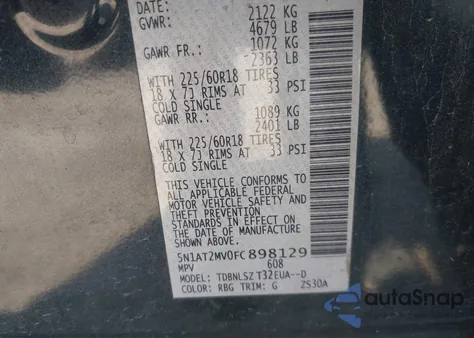 DATE:
GVWR: 2122 KG
4679 LB
GAWR FR.: 1072 KG
2363 LB
WITH 225/60R18 TIRES
18 X 7J RIMS AT 33 PSI
COLD SINGLE
GAWR RR.: 1089 KG
2401 LB
WITH 225/60R18 TIRES
18 X 7J RIMS AT 33 PSI
COLD SINGLE
THIS VEHICLE CONFORMS TO
ALL APPLICABLE FEDERAL
MOTOR VEHICLE SAFETY AND
THEFT PREVENTION
STANDARDS IN EFFECT ON
THE DATE OF MANUFACTURE
SHOWN ABOVE.
5N1AT2MV0FC898129
MPV 608
MODEL: TDBNLSZT32EUA--D
COLOR: RBG TRIM: G ZS30A
autoSnap